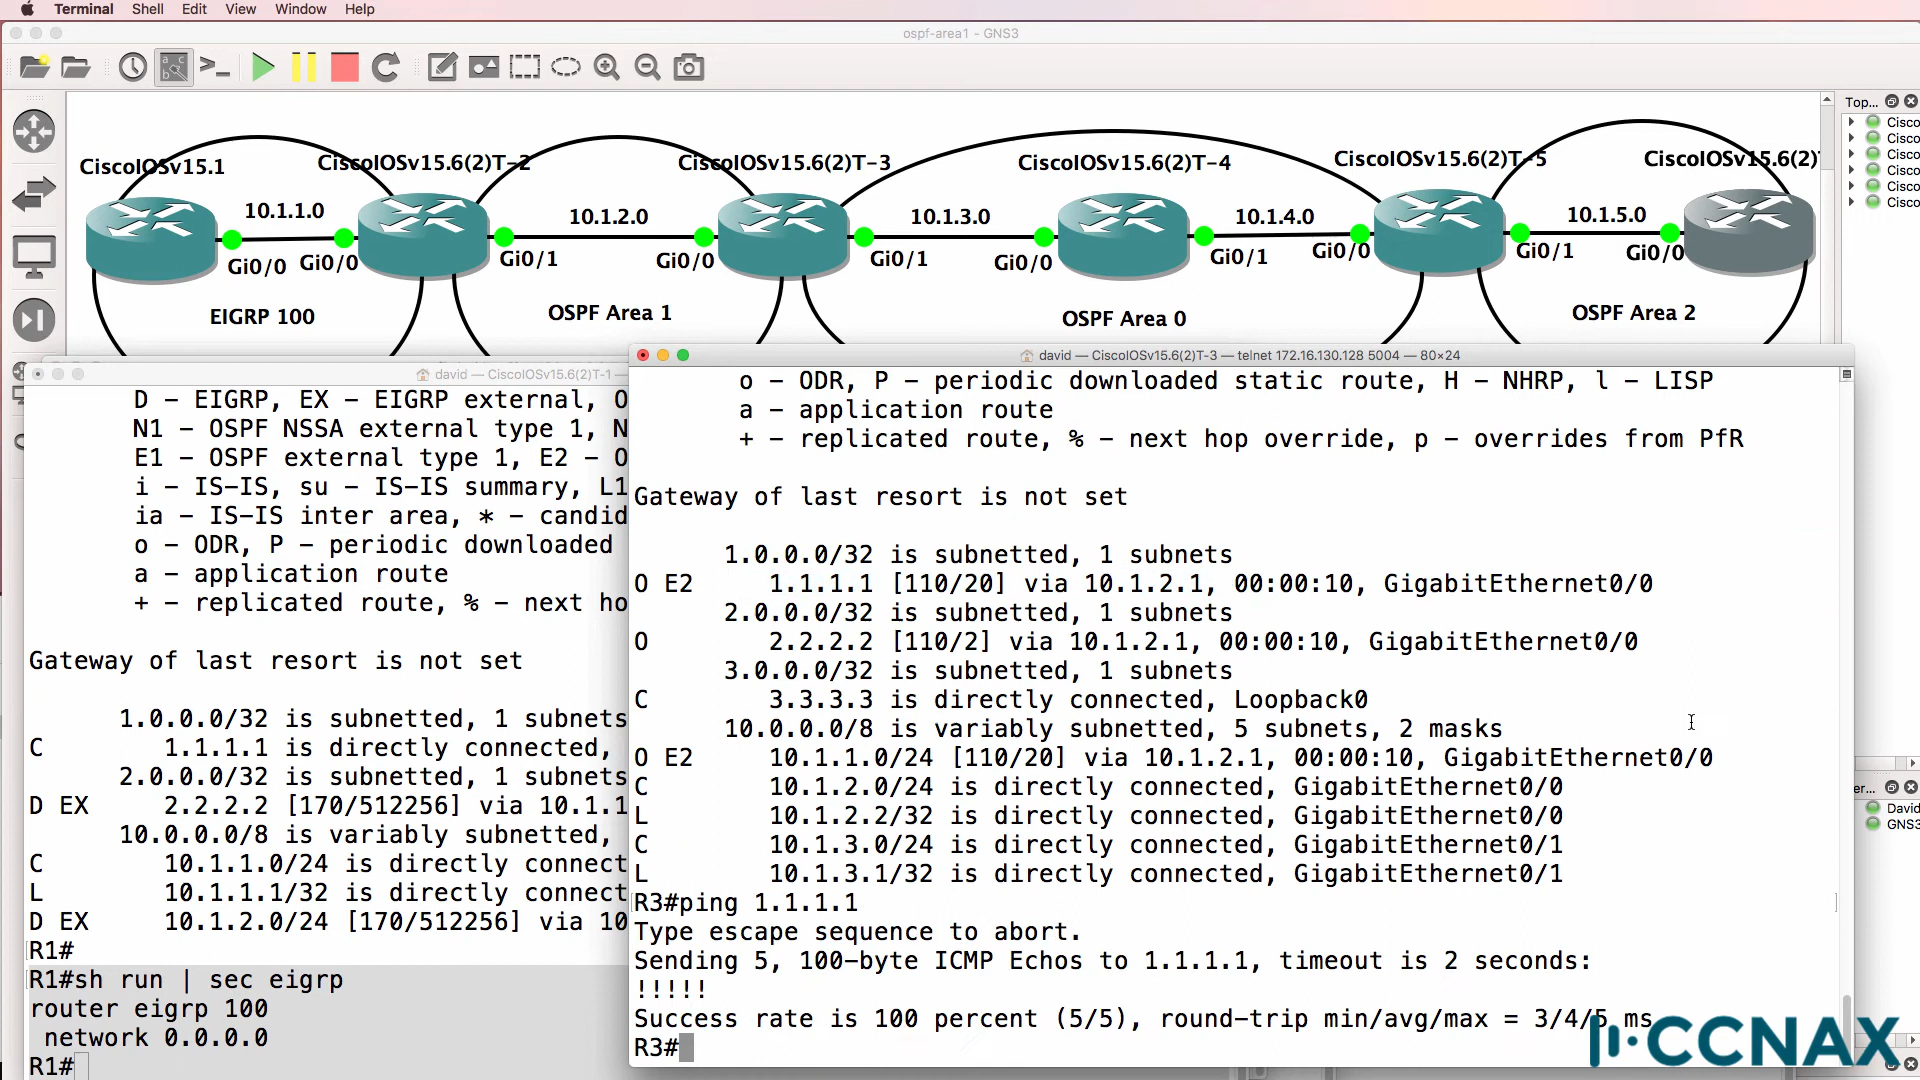 Terminal Shell Edit View Window Help
ospf-area1 - GNS3
Top...
CiscoIOSv15.1
CiscoIOSv15.6(2)T-2
CiscoIOSv15.6(2)T-3
CiscoIOSv15.6(2)T-4
CiscoIOSv15.6(2)T-5
CiscoIOSv15.6(2)T
Cisco
Cisco
Cisco
Cisco
Cisco
Cisco
10.1.1.0
10.1.2.0
10.1.3.0
10.1.4.0
10.1.5.0
Gi0/0
Gi0/0
Gi0/1
Gi0/0
Gi0/1
Gi0/0
Gi0/1
Gi0/0
Gi0/1
Gi0/0
EIGRP 100
OSPF Area 1
OSPF Area 0
OSPF Area 2
david — CiscoIOSv15.6(2)T-1 —
D – EIGRP, EX – EIGRP external, O
N1 – OSPF NSSA external type 1, N
E1 – OSPF external type 1, E2 – O
i – IS-IS, su – IS-IS summary, L1
ia – IS-IS inter area, * – candid
o – ODR, P – periodic downloaded
a – application route
+ – replicated route, % – next ho
Gateway of last resort is not set
1.0.0.0/32 is subnetted, 1 subnets
C 1.1.1.1 is directly connected,
2.0.0.0/32 is subnetted, 1 subnets
D EX 2.2.2.2 [170/512256] via 10.1.1
10.0.0.0/8 is variably subnetted,
C 10.1.1.0/24 is directly connect
L 10.1.1.1/32 is directly connect
D EX 10.1.2.0/24 [170/512256] via 10
R1#
R1#sh run | sec eigrp
router eigrp 100
network 0.0.0.0
R1#
david — CiscoIOSv15.6(2)T-3 — telnet 172.16.130.128 5004 — 80×24
o – ODR, P – periodic downloaded static route, H – NHRP, l – LISP
a – application route
+ – replicated route, % – next hop override, p – overrides from PfR
Gateway of last resort is not set
1.0.0.0/32 is subnetted, 1 subnets
O E2 1.1.1.1 [110/20] via 10.1.2.1, 00:00:10, GigabitEthernet0/0
2.0.0.0/32 is subnetted, 1 subnets
O 2.2.2.2 [110/2] via 10.1.2.1, 00:00:10, GigabitEthernet0/0
3.0.0.0/32 is subnetted, 1 subnets
C 3.3.3.3 is directly connected, Loopback0
10.0.0.0/8 is variably subnetted, 5 subnets, 2 masks
O E2 10.1.1.0/24 [110/20] via 10.1.2.1, 00:00:10, GigabitEthernet0/0
C 10.1.2.0/24 is directly connected, GigabitEthernet0/0
L 10.1.2.2/32 is directly connected, GigabitEthernet0/0
C 10.1.3.0/24 is directly connected, GigabitEthernet0/1
L 10.1.3.1/32 is directly connected, GigabitEthernet0/1
R3#ping 1.1.1.1
Type escape sequence to abort.
Sending 5, 100-byte ICMP Echos to 1.1.1.1, timeout is 2 seconds:
!!!!!
Success rate is 100 percent (5/5), round-trip min/avg/max = 3/4/5 ms
R3#
er...
David
GNS3
CCNAX